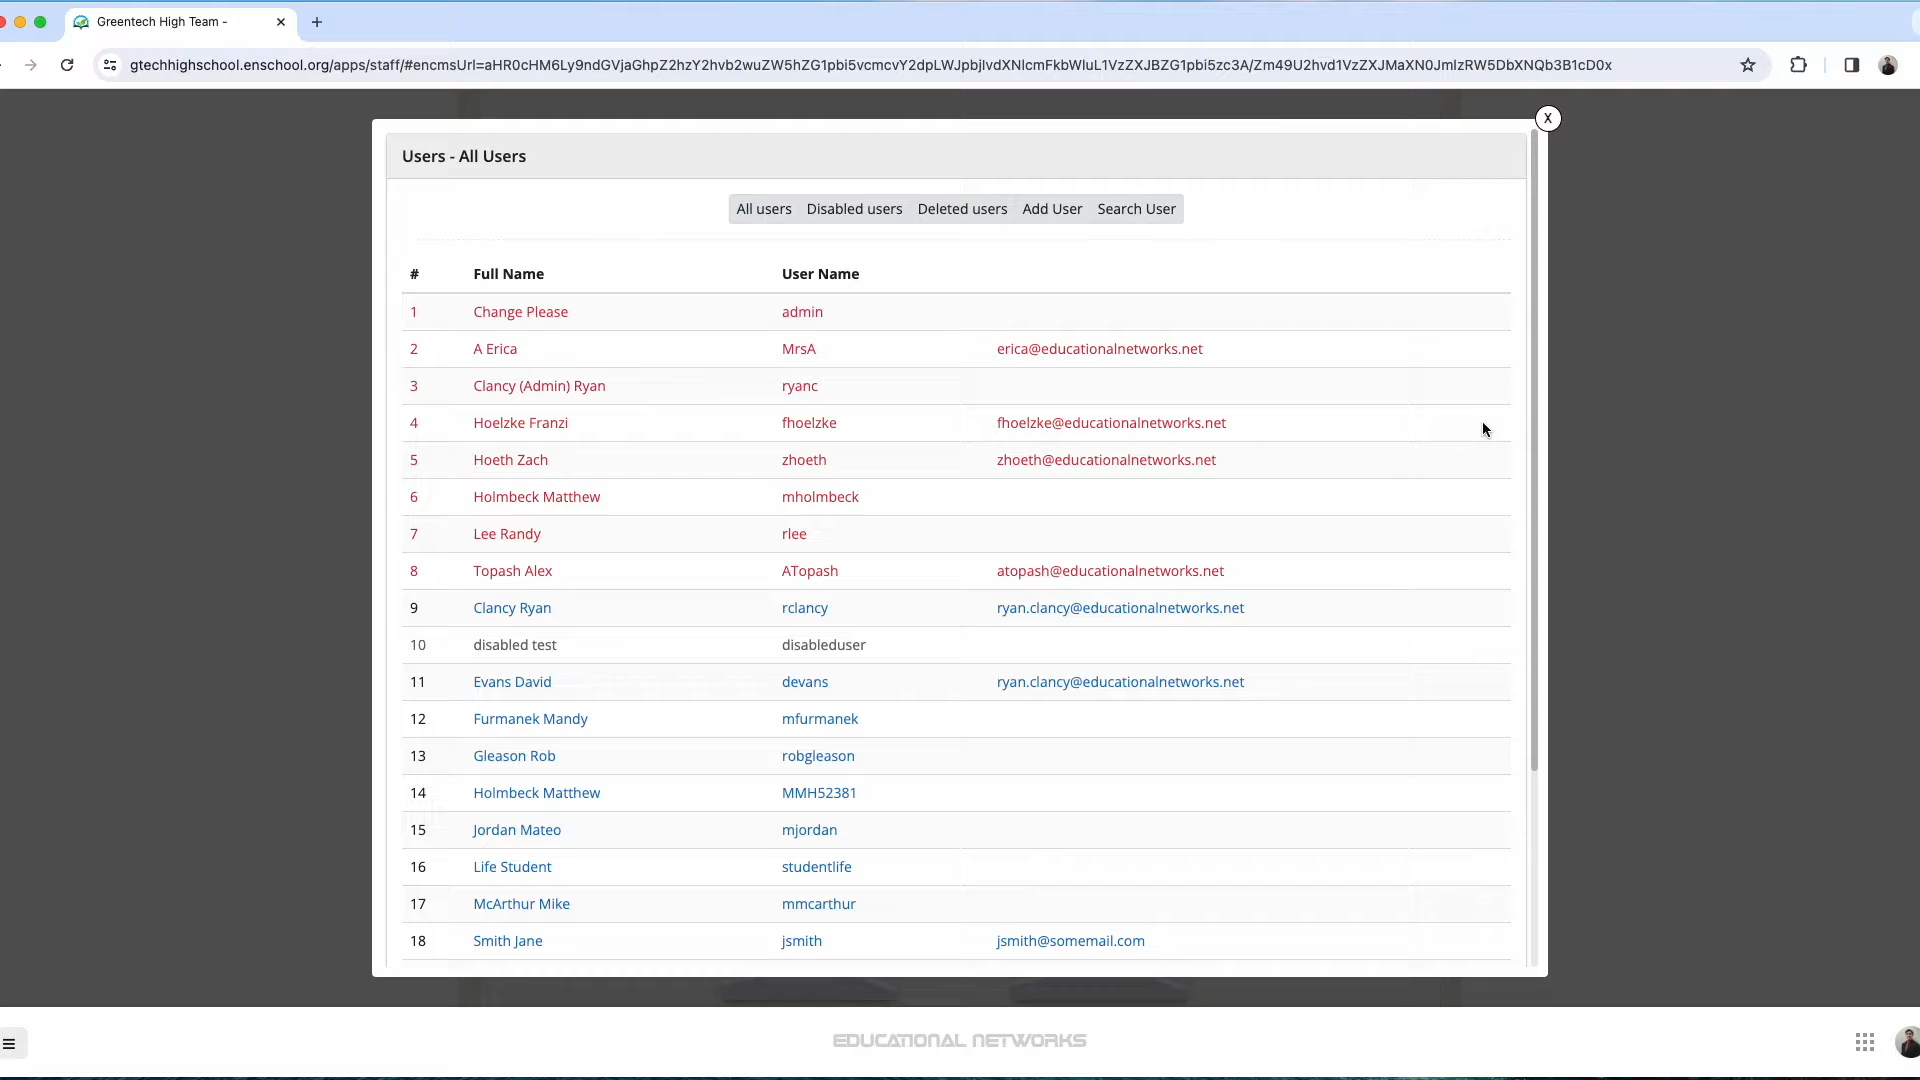 Greentech High Team -
gtechhighschool.enschool.org/apps/staff/#encmsUrl=aHR0cHM6Ly9ndGVjaGhpZ2hzY2hvb2wuZW5hZG1pbi5vcmcvY2dpLWJpbjIvdXNlcmFkbWluL1VzZXJBZG1pbi5zc3A/Zm49U2hvd1VzZXJMaXN0JmlzRW5DbXNQb3B1cD0x
X
Users - All Users
All users Disabled users Deleted users Add User Search User
# Full Name User Name
1 Change Please admin
2 A Erica MrsA erica@educationalnetworks.net
3 Clancy (Admin) Ryan ryanc
4 Hoelzke Franzi fhoelzke fhoelzke@educationalnetworks.net
5 Hoeth Zach zhoeth zhoeth@educationalnetworks.net
6 Holmbeck Matthew mholmbeck
7 Lee Randy rlee
8 Topash Alex ATopash atopash@educationalnetworks.net
9 Clancy Ryan rclancy ryan.clancy@educationalnetworks.net
10 disabled test disableduser
11 Evans David devans ryan.clancy@educationalnetworks.net
12 Furmanek Mandy mfurmanek
13 Gleason Rob robgleason
14 Holmbeck Matthew MMH52381
15 Jordan Mateo mjordan
16 Life Student studentlife
17 McArthur Mike mmcarthur
18 Smith Jane jsmith jsmith@somemail.com
EDUCATIONAL NETWORKS